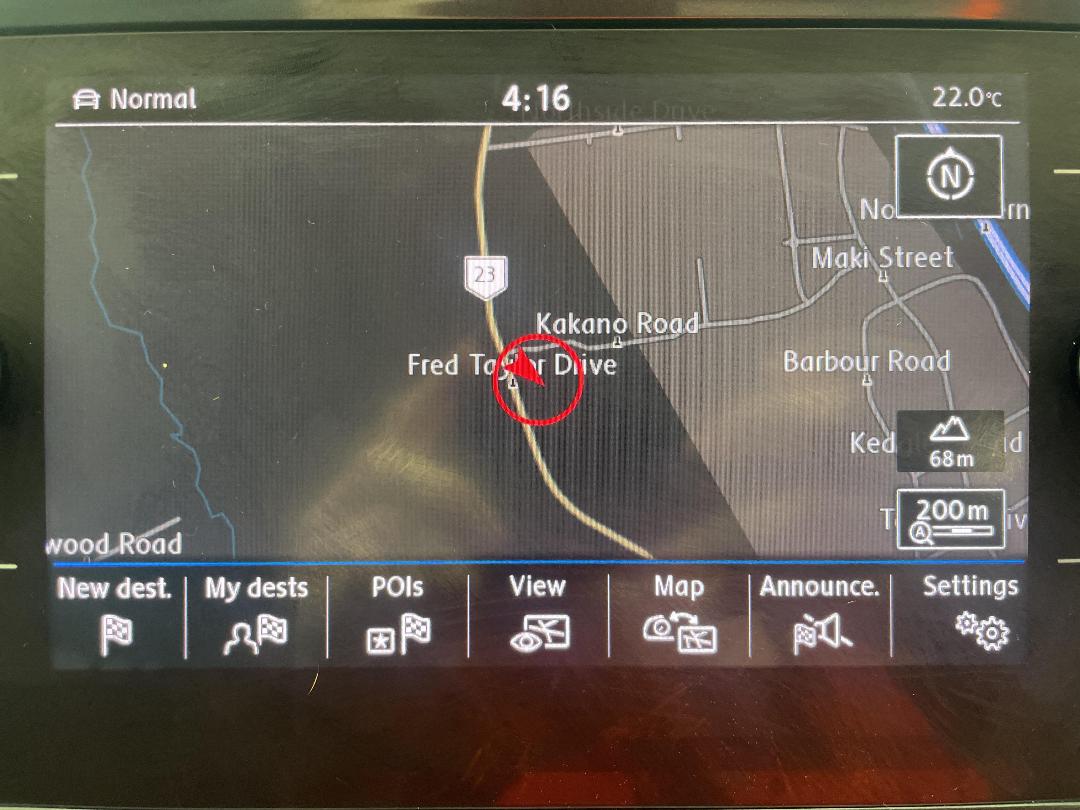 Normal
4:16
22.0°C
N
Maki Street
23
Kakano Road
Fred Taylor Drive
Barbour Road
68m
200m
A
wood Road
New dest.
My dests
POIs
View
Map
Announce.
Settings